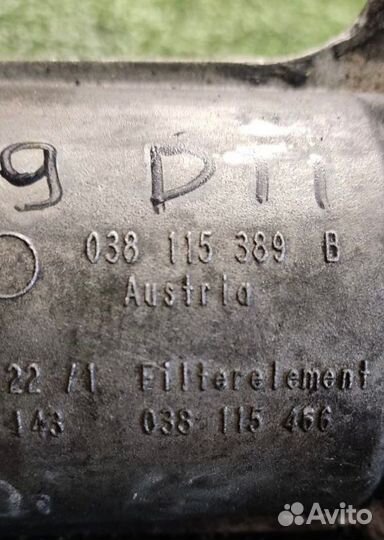 9 DTi
038 115 389 B
Austria
22 /1 Filterelement
143 038 115 466
Avito